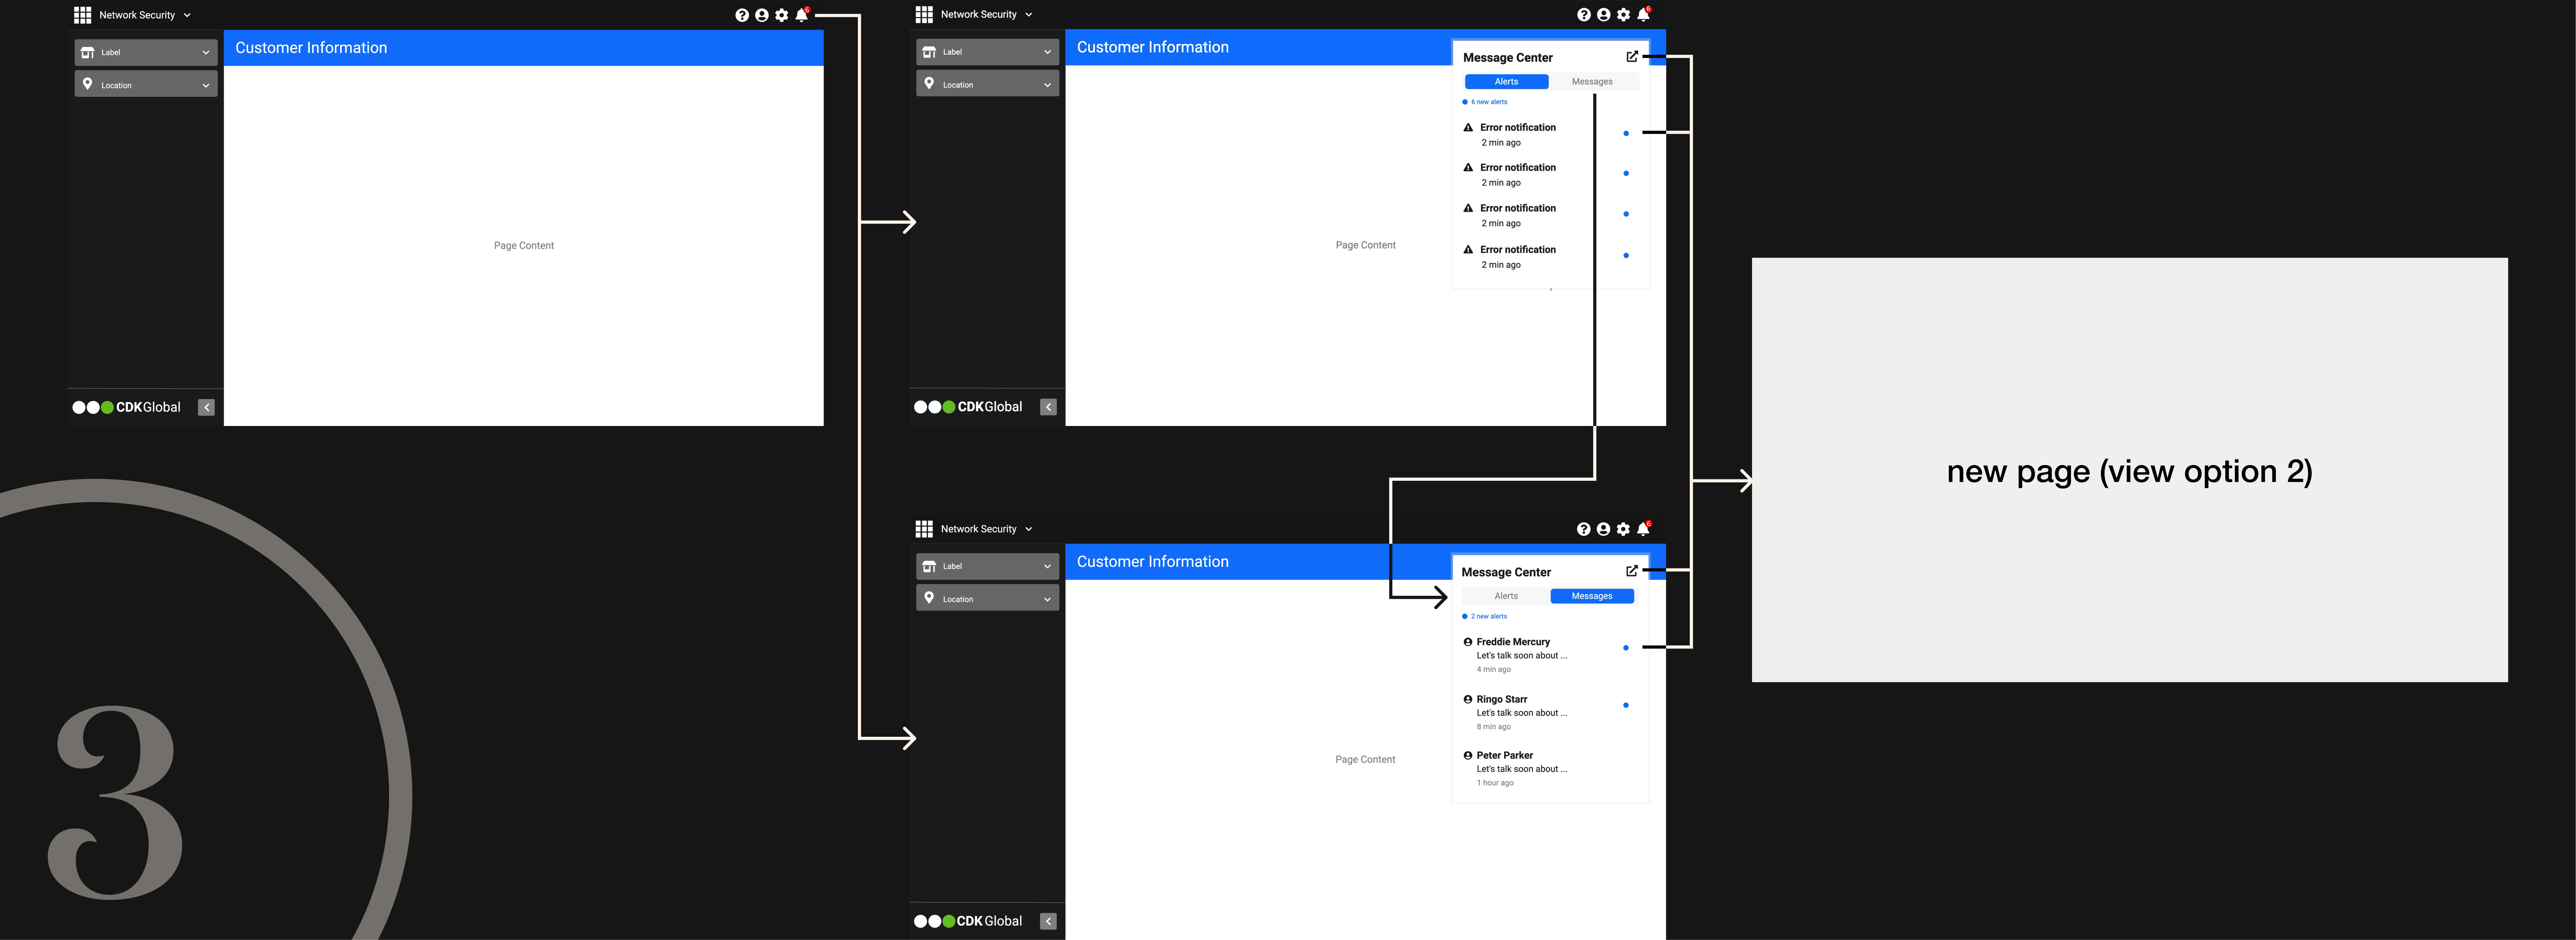 Network Security
6
Label
Customer Information
Location
Page Content
CDKGlobal
Network Security
6
Label
Customer Information
Location
Page Content
CDKGlobal
Message Center
Alerts Messages
6 new alerts
Error notification
2 min ago
Error notification
2 min ago
Error notification
2 min ago
Error notification
2 min ago
new page (view option 2)
Network Security
6
Label
Customer Information
Location
Page Content
CDKGlobal
Message Center
Alerts Messages
2 new alerts
Freddie Mercury
Let's talk soon about ...
4 min ago
Ringo Starr
Let's talk soon about ...
8 min ago
Peter Parker
Let's talk soon about ...
1 hour ago
3